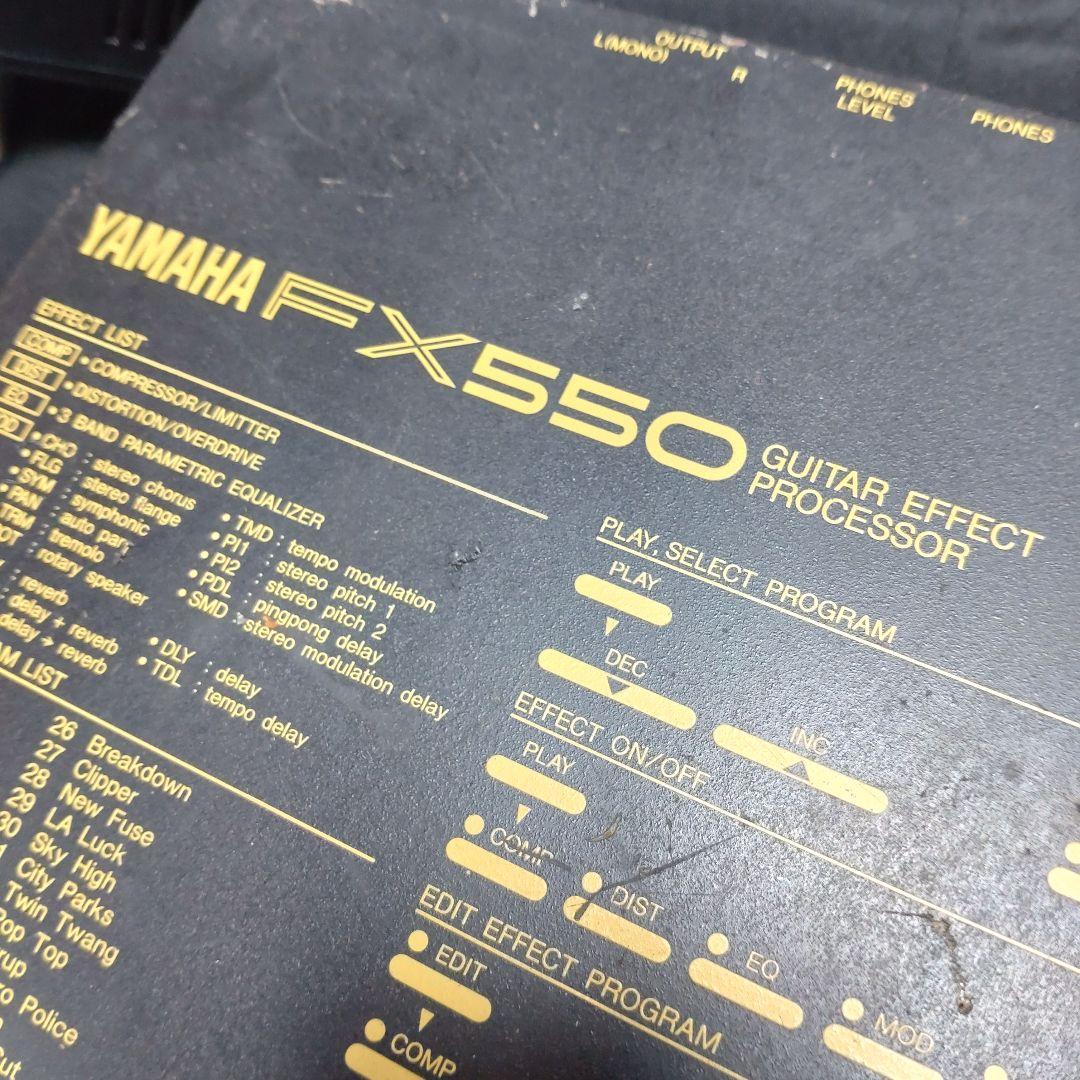 OUTPUT
L(MONO) R
PHONES
LEVEL
PHONES
YAMAHA FX550
GUITAR EFFECT
PROCESSOR
EFFECT LIST
COMP •COMPRESSOR/LIMITTER
DIST •DISTORTION/OVERDRIVE
EQ •3 BAND PARAMETRIC EQUALIZER
•CHO : stereo chorus
•FLG : stereo flange
•SYM : symphonic
•PAN : auto pan
TRM : tremolo
: rotary speaker
•TMD : tempo modulation
•PI1 : stereo pitch 1
•PI2 : stereo pitch 2
•PDL : pingpong delay
•SMD : stereo modulation delay
: reverb
: delay + reverb
delay → reverb
•DLY : delay
•TDL : tempo delay
LIST
26 Breakdown
27 Clipper
28 New Fuse
29 LA Luck
30 Sky High
City Parks
Twin Twang
Top
Police
PLAY, SELECT PROGRAM
PLAY
DEC
INC
EFFECT ON/OFF
PLAY
COMP
DIST
EQ
MOD
EDIT EFFECT PROGRAM
EDIT
COMP